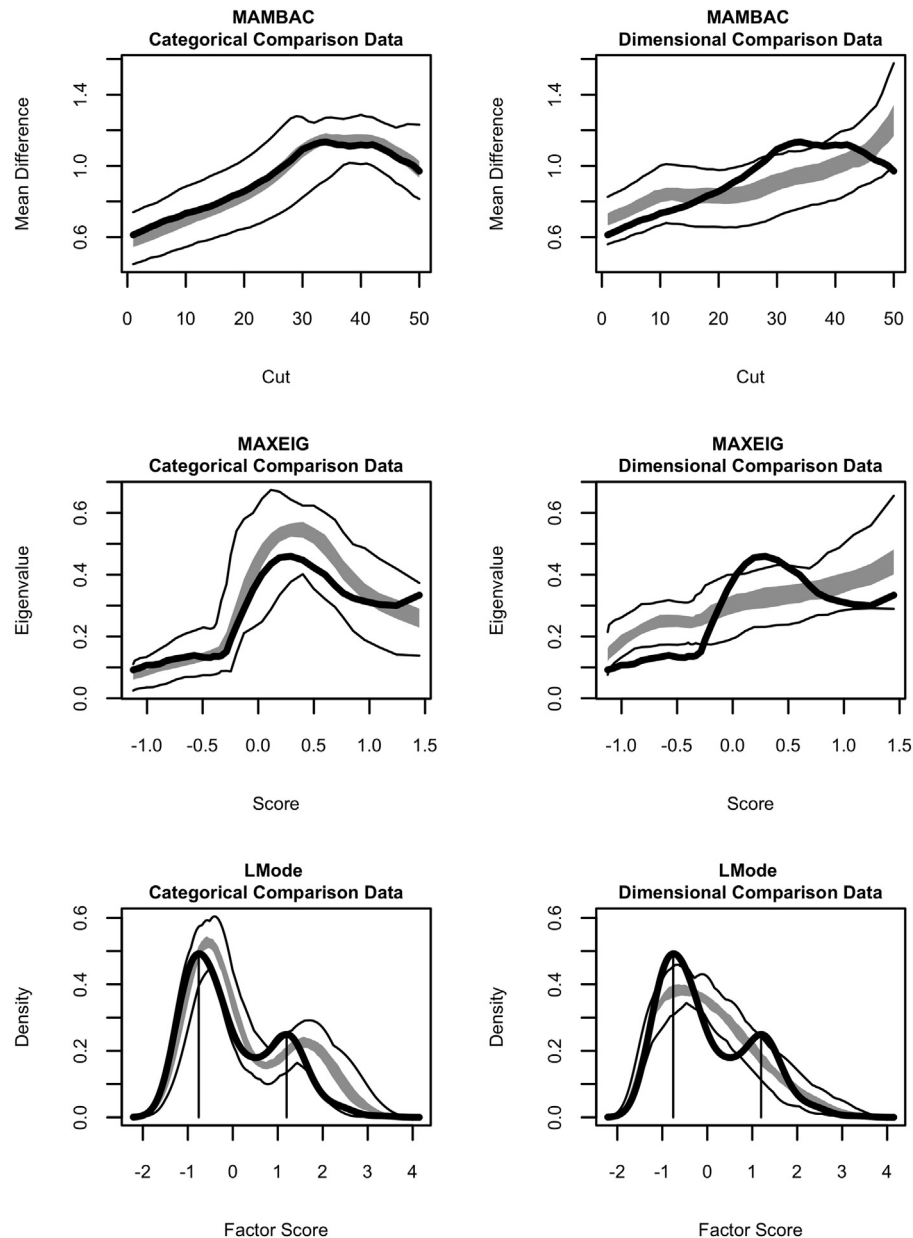 MAMBAC
Categorical Comparison Data
Mean Difference
0.6 1.0 1.4
0 10 20 30 40 50
Cut
MAMBAC
Dimensional Comparison Data
Mean Difference
0.6 1.0 1.4
0 10 20 30 40 50
Cut
MAXEIG
Categorical Comparison Data
Eigenvalue
0.0 0.2 0.4 0.6
-1.0 -0.5 0.0 0.5 1.0 1.5
Score
MAXEIG
Dimensional Comparison Data
Eigenvalue
0.0 0.2 0.4 0.6
-1.0 -0.5 0.0 0.5 1.0 1.5
Score
LMode
Categorical Comparison Data
Density
0.0 0.2 0.4 0.6
-2 -1 0 1 2 3 4
Factor Score
LMode
Dimensional Comparison Data
Density
0.0 0.2 0.4 0.6
-2 -1 0 1 2 3 4
Factor Score